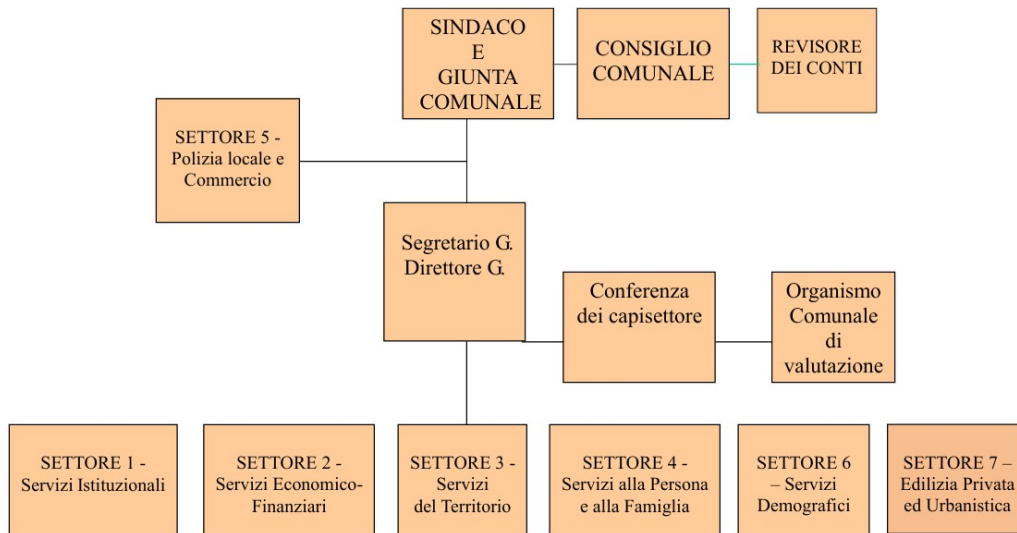 SINDACO
E
GIUNTA
COMUNALE
CONSIGLIO
COMUNALE
REVISORE
DEI CONTI
SETTORE 5 -
Polizia locale e
Commercio
Segretario G.
Direttore G.
Conferenza
dei capisettore
Organismo
Comunale
di
valutazione
SETTORE 1 -
Servizi Istituzionali
SETTORE 2 -
Servizi Economico-
Finanziari
SETTORE 3 -
Servizi
del Territorio
SETTORE 4 -
Servizi alla Persona
e alla Famiglia
SETTORE 6
– Servizi
Demografici
SETTORE 7 –
Edilizia Privata
ed Urbanistica